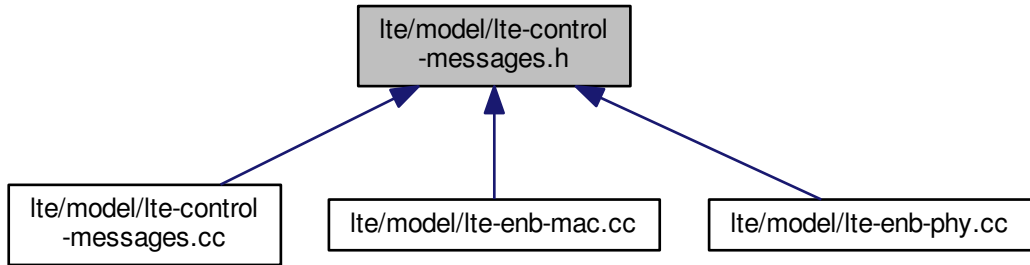 lte/model/lte-control
-messages.h
lte/model/lte-control
-messages.cc
lte/model/lte-enb-mac.cc
lte/model/lte-enb-phy.cc